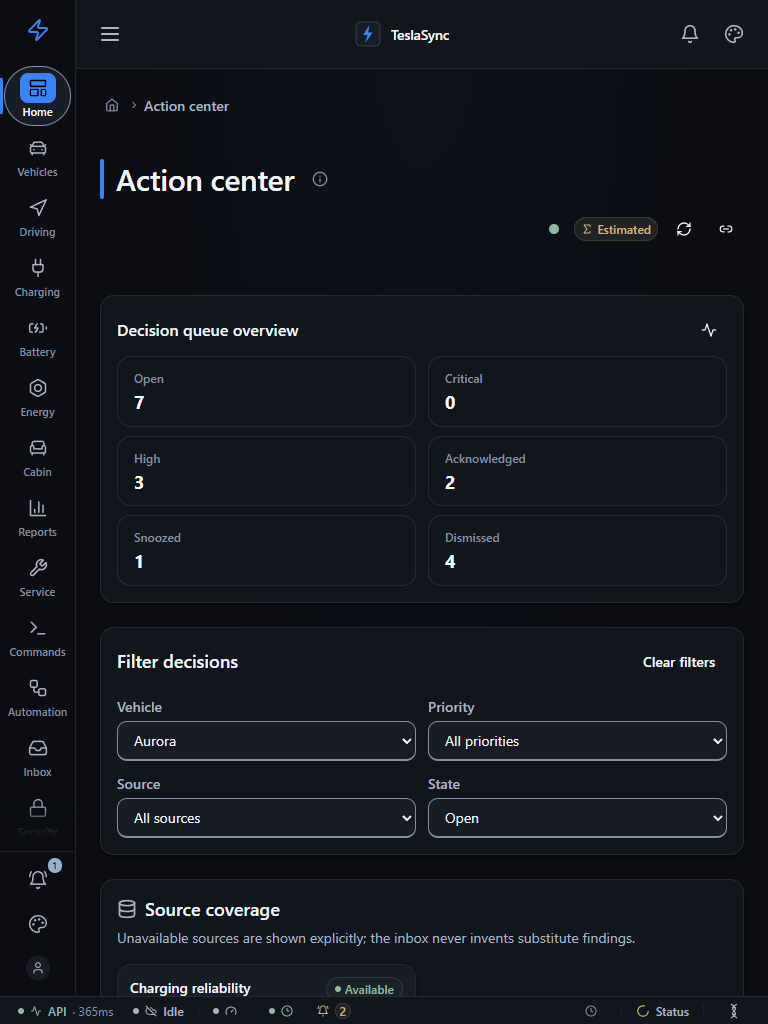 TeslaSync
Home
Vehicles
Driving
Charging
Battery
Energy
Cabin
Reports
Service
Commands
Automation
Inbox
Security
1
Action center
Action center
Estimated
Decision queue overview
Open
7
Critical
0
High
3
Acknowledged
2
Snoozed
1
Dismissed
4
Filter decisions
Clear filters
Vehicle
Aurora
Priority
All priorities
Source
All sources
State
Open
Source coverage
Unavailable sources are shown explicitly; the inbox never invents substitute findings.
Charging reliability
Available
API · 365ms
Idle
2
Status